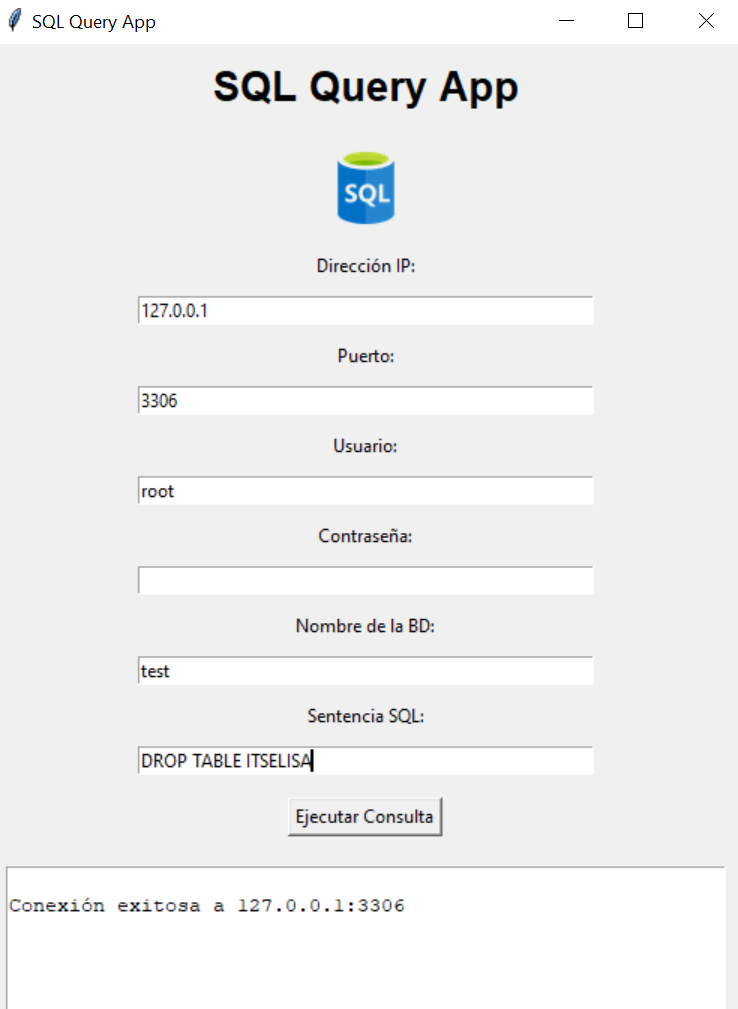 SQL Query App
SQL Query App
SQL
Dirección IP:
127.0.0.1
Puerto:
3306
Usuario:
root
Contraseña:
Nombre de la BD:
test
Sentencia SQL:
DROP TABLE ITSELISA
Ejecutar Consulta
Conexión exitosa a 127.0.0.1:3306